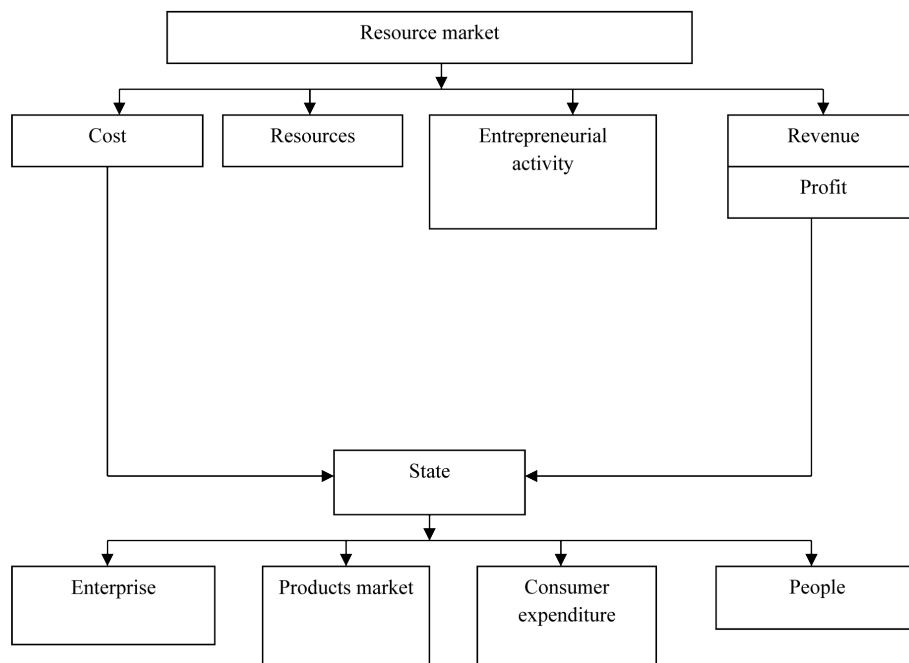 Resource market
Cost
Resources
Entrepreneurial
activity
Revenue
Profit
State
Enterprise
Products market
Consumer
expenditure
People